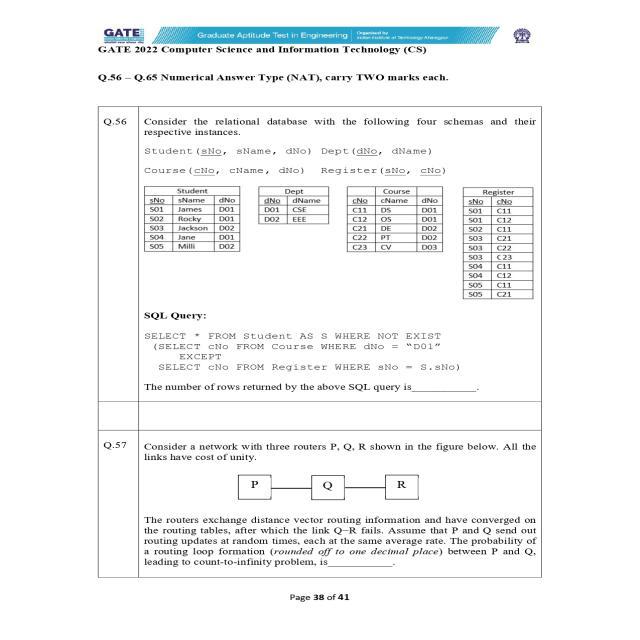 GATE
Graduate Aptitude Test in Engineering
Organised by
Indian Institute of Technology Kharagpur
GATE 2022 Computer Science and Information Technology (CS)
Q.56 – Q.65 Numerical Answer Type (NAT), carry TWO marks each.
Q.56
Consider the relational database with the following four schemas and their
respective instances.
Student(sNo, sName, dNo) Dept(dNo, dName)
Course(cNo, cName, dNo) Register(sNo, cNo)
Student
sNo sName dNo
S01 James D01
S02 Rocky D01
S03 Jackson D02
S04 Jane D01
S05 Milli D02
Dept
dNo dName
D01 CSE
D02 EEE
Course
cNo cName dNo
C11 DS D01
C12 OS D01
C21 DE D02
C22 PT D02
C23 CV D03
Register
sNo cNo
S01 C11
S01 C12
S02 C11
S03 C21
S03 C22
S03 C23
S04 C11
S04 C12
S05 C11
S05 C21
SQL Query:
SELECT * FROM Student AS S WHERE NOT EXIST
(SELECT cNo FROM Course WHERE dNo = “D01”
EXCEPT
SELECT cNo FROM Register WHERE sNo = S.sNo)
The number of rows returned by the above SQL query is____________.
Q.57
Consider a network with three routers P, Q, R shown in the figure below. All the
links have cost of unity.
P Q R
The routers exchange distance vector routing information and have converged on
the routing tables, after which the link Q−R fails. Assume that P and Q send out
routing updates at random times, each at the same average rate. The probability of
a routing loop formation (rounded off to one decimal place) between P and Q,
leading to count-to-infinity problem, is____________.
Page 38 of 41